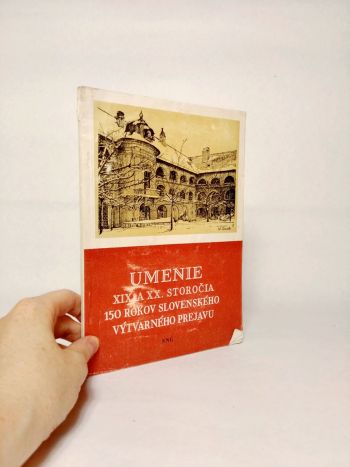 UMENIE
XIX. A XX. STOROČIA
150 ROKOV SLOVENSKÉHO
VÝTVARNÉHO PREJAVU
SNG